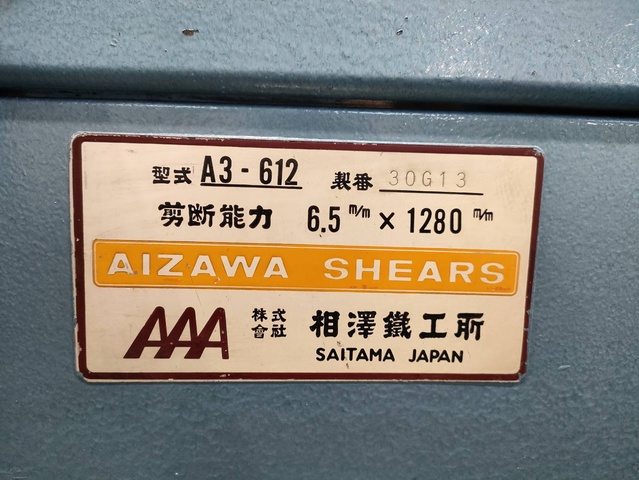 型式 A3-612 製番 30G13
剪断能力 6.5 m/m × 1280 m/m
AIZAWA SHEARS
AAA 株式會社 相澤鐵工所
SAITAMA JAPAN